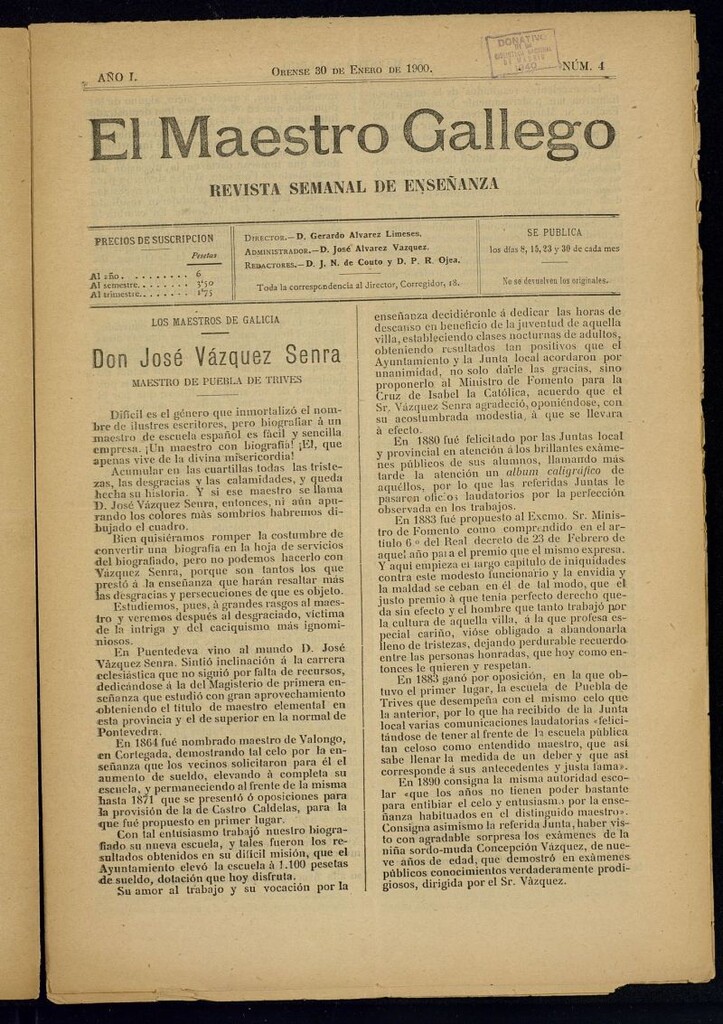 AÑO I.
ORENSE 30 DE ENERO DE 1900.
DONATIVO
1940
NÚM. 4
El Maestro Gallego
REVISTA SEMANAL DE ENSEÑANZA
PRECIOS DE SUSCRIPCION
Pesetas
Al año. . . . . . . . . 6
Al semestre. . . . . . 3'50
Al trimestre. . . . . . 1'75
DIRECTOR.—D. Gerardo Alvarez Limeses.
ADMINISTRADOR.—D. José Alvarez Vazquez.
REDACTORES.—D. J. N. de Couto y D. P. R. Ojea.
Toda la correspondencia al Director, Corregidor, 18.
SE PUBLICA
los días 8, 15, 23 y 30 de cada mes
No se devuelven los originales.
LOS MAESTROS DE GALICIA
Don José Vázquez Senra
MAESTRO DE PUEBLA DE TRIVES
Difícil es el género que inmortalizó el nom-
bre de ilustres escritores, pero biografiar á un
maestro de escuela español es fácil y sencilla
empresa. ¡Un maestro con biografía! ¡El, que
apenas vive de la divina misericordia!
Acumular en las cuartillas todas las triste-
zas, las desgracias y las calamidades, y queda
hecha su historia. Y si ese maestro se llama
D. José Vázquez Senra, entonces, ni aún apu-
rando los colores más sombríos habremos di-
bujado el cuadro.
Bien quisiéramos romper la costumbre de
convertir una biografía en la hoja de servicios
del biografiado, pero no podemos hacerlo con
Vázquez Senra, porque son tantos los que
prestó á la enseñanza que harán resaltar más
las desgracias y persecuciones de que es objeto.
Estudiemos, pues, á grandes rasgos al maes-
tro y veremos después al desgraciado, víctima
de la intriga y del caciquismo más ignomi-
niosos.
En Puentedeva vino al mundo D. José
Vázquez Senra. Sintió inclinación á la carrera
eclesiástica que no siguió por falta de recursos,
dedicándose á la del Magisterio de primera en-
señanza que estudió con gran aprovechamiento
obteniendo el título de maestro elemental en
esta provincia y el de superior en la normal de
Pontevedra.
En 1864 fué nombrado maestro de Valongo,
en Cortegada, demostrando tal celo por la en-
señanza que los vecinos solicitaron para él el
aumento de sueldo, elevando á completa su
escuela, y permaneciendo al frente de la misma
hasta 1871 que se presentó á oposiciones para
la provisión de la de Castro Caldelas, para la
que fué propuesto en primer lugar.
Con tal entusiasmo trabajó nuestro biogra-
fiado su nueva escuela, y tales fueron los re-
sultados obtenidos en su difícil misión, que el
Ayuntamiento elevó la escuela á 1.100 pesetas
de sueldo, dotación que hoy disfruta.
Su amor al trabajo y su vocación por la
enseñanza decidiéronle á dedicar las horas de
descanso en beneficio de la juventud de aquella
villa, estableciendo clases nocturnas de adultos,
obteniendo resultados tan positivos que el
Ayuntamiento y la Junta local acordaron por
unanimidad, no solo darle las gracias, sino
proponerlo al Ministro de Fomento para la
Cruz de Isabel la Católica, acuerdo que el
Sr. Vázquez Senra agradeció, oponiéndose, con
su acostumbrada modestia, á que se llevara
á efecto.
En 1880 fué felicitado por las Juntas local
y provincial en atención á los brillantes exáme-
nes públicos de sus alumnos, llamando más
tarde la atención un album caligráfico de
aquéllos, por lo que las referidas Juntas le
pasaron oficios laudatorios por la perfección
observada en los trabajos.
En 1883 fué propuesto al Excmo. Sr. Minis-
tro de Fomento como comprendido en el ar-
tículo 6.º del Real decreto de 23 de Febrero de
aquel año para el premio que el mismo expresa.
Y aquí empieza el largo capítulo de iniquidades
contra este modesto funcionario y la envidia y
la maldad se ceban en él de tal modo, que el
justo premio á que tenía perfecto derecho que-
da sin efecto y el hombre que tanto trabajó por
la cultura de aquella villa, á la que profesa es-
pecial cariño, vióse obligado a abandonarla
lleno de tristezas, dejando perdurable recuerdo
entre las personas honradas, que hoy como en-
tonces le quieren y respetan.
En 1883 ganó por oposición, en la que ob-
tuvo el primer lugar, la escuela de Puebla de
Trives que desempeña con el mismo celo que
la anterior, por lo que ha recibido de la Junta
local varias comunicaciones laudatorias «felici-
tándose de tener al frente de la escuela pública
tan celoso como entendido maestro, que así
sabe llenar la medida de un deber y que así
corresponde á sus antecedentes y justa fama».
En 1890 consigna la misma autoridad esco-
lar «que los años no tienen poder bastante
para entibiar el celo y entusiasmo por la ense-
ñanza habituados en el distinguido maestro».
Consigna asimismo la referida Junta, haber vis-
to con agradable sorpresa los exámenes de la
niña sordo-muda Concepción Vázquez, de nue-
ve años de edad, que demostró en exámenes
públicos conocimientos verdaderamente prodi-
giosos, dirigida por el Sr. Vázquez.